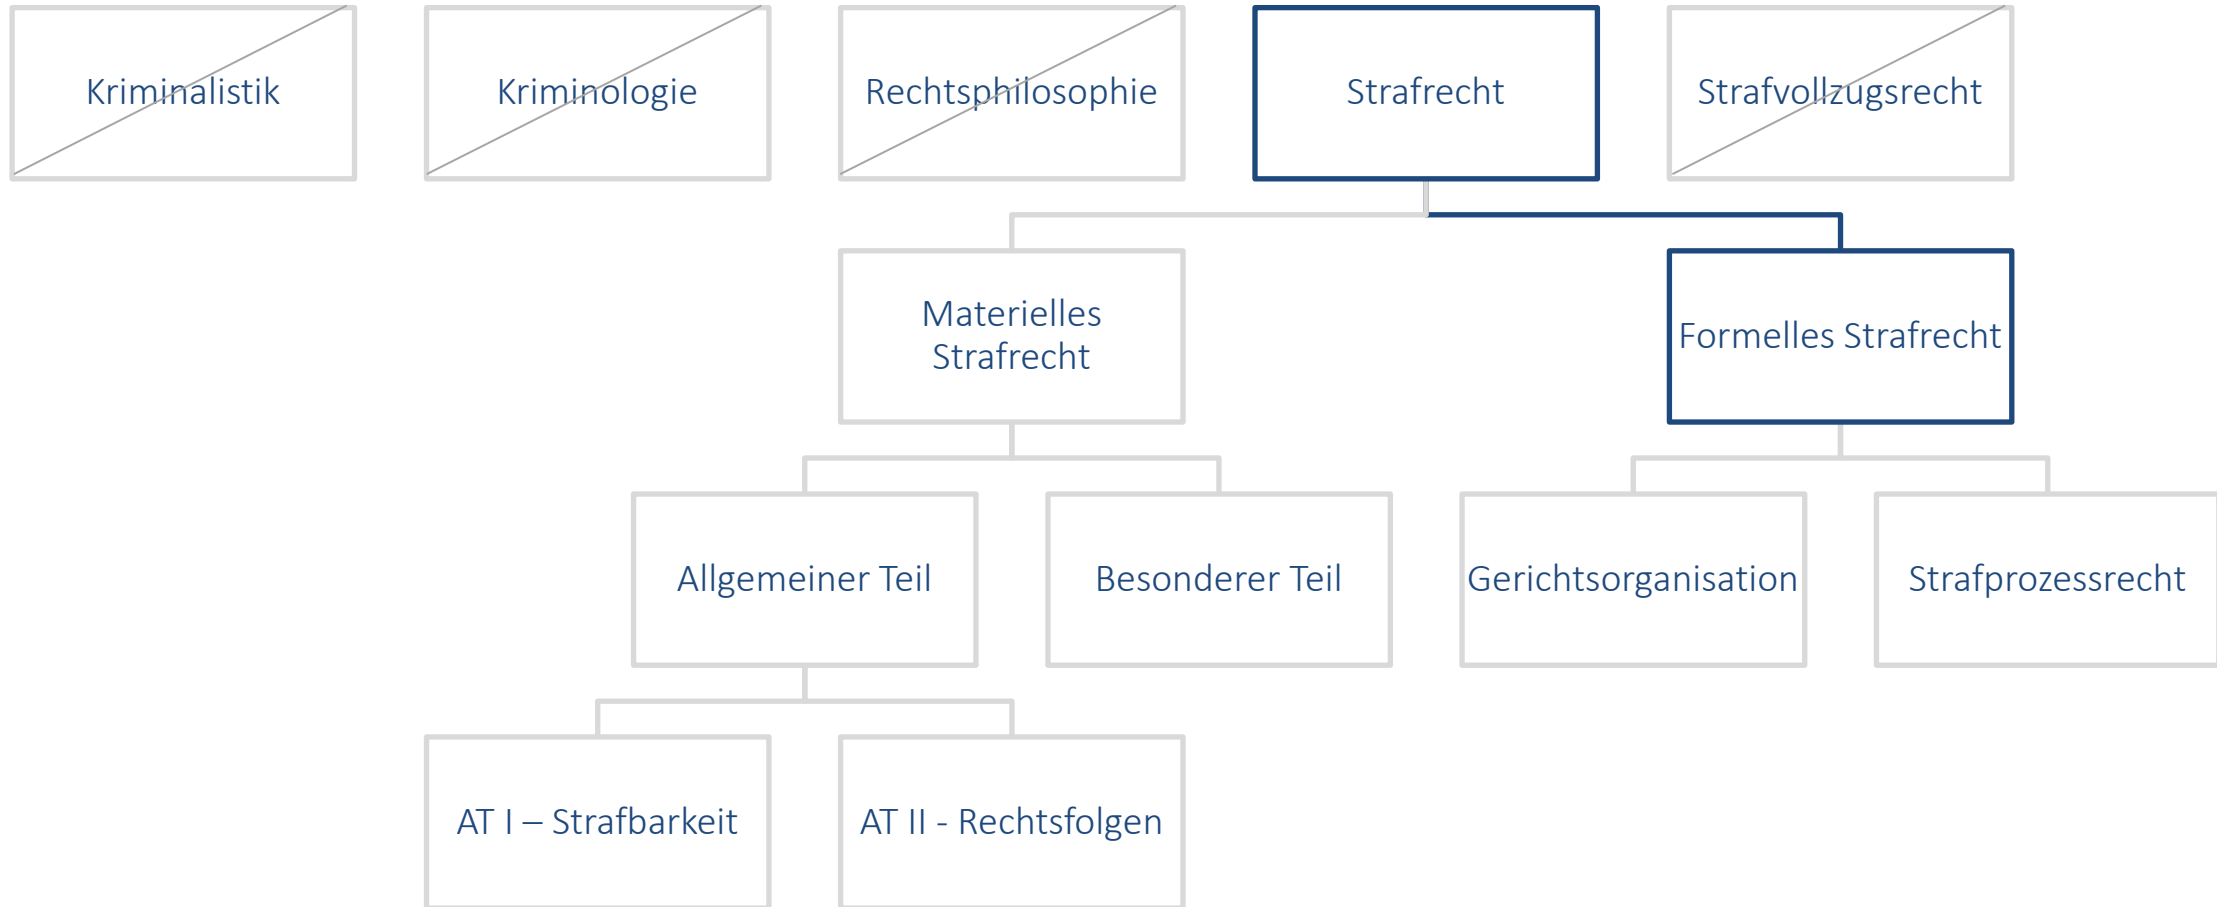 Kriminalistik
Kriminologie
Rechtsphilosophie
Strafrecht
Strafvollzugsrecht
Materielles
Strafrecht
Formelles Strafrecht
Allgemeiner Teil
Besonderer Teil
Gerichtsorganisation
Strafprozessrecht
AT I – Strafbarkeit
AT II - Rechtsfolgen